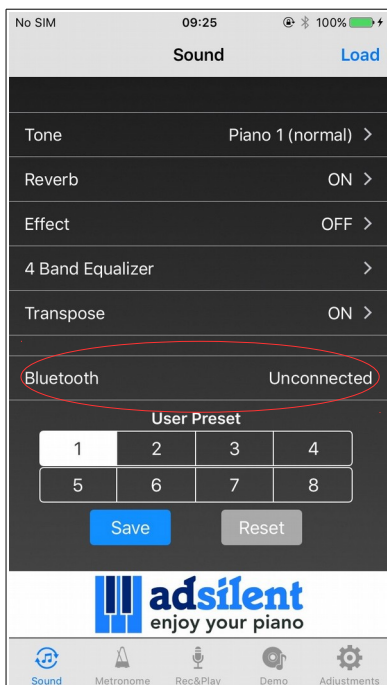 No SIM 09:25 100%
Sound Load
Tone Piano 1 (normal) >
Reverb ON >
Effect OFF >
4 Band Equalizer >
Transpose ON >
Bluetooth Unconnected
User Preset
1 2 3 4
5 6 7 8
Save Reset
adsilent
enjoy your piano
Sound Metronome Rec&Play Demo Adjustments